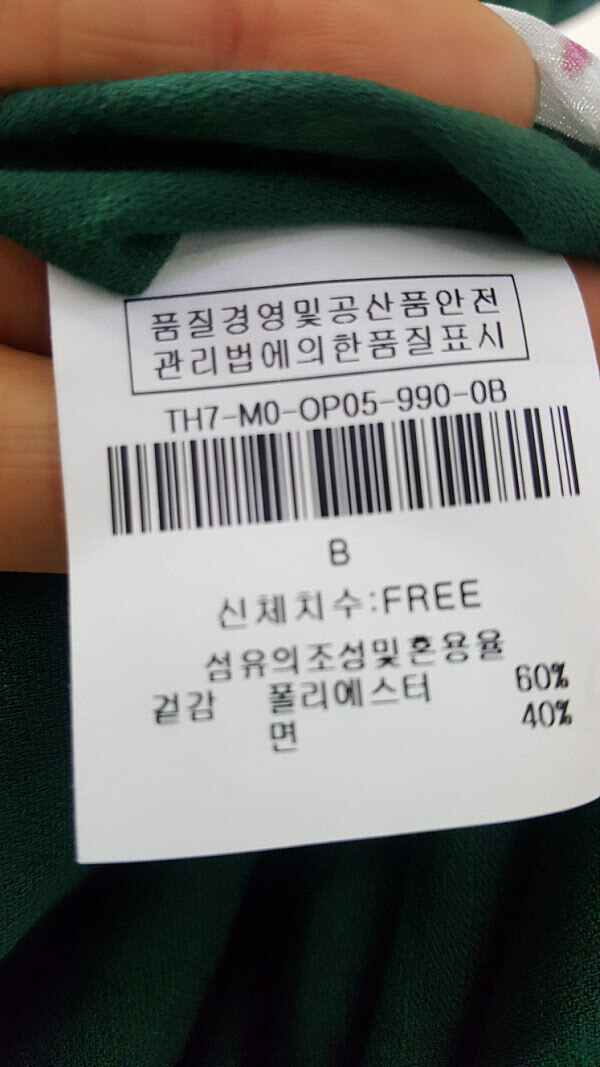 품질경영및공산품안전
관리법에의한품질표시
TH7-M0-OP05-990-0B
B
신체치수:FREE
섬유의조성및혼용율
겉감 폴리에스터 60%
면 40%